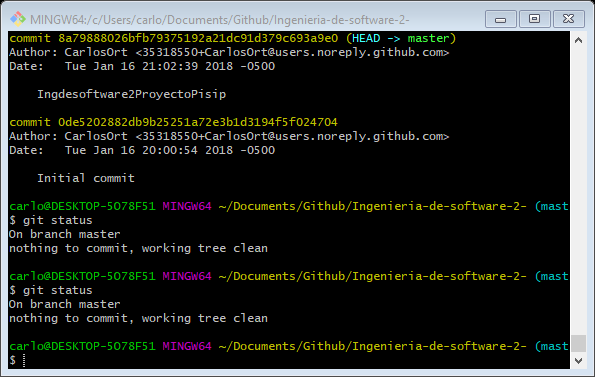 MINGW64:/c/Users/carlo/Documents/Github/Ingenieria-de-software-2-
commit 8a79888026bfb79375192a21dc91d379c693a9e0 (HEAD -> master)
Author: CarlosOrt <35318550+CarlosOrt@users.noreply.github.com>
Date:   Tue Jan 16 21:02:39 2018 -0500
Ingdesoftware2ProyectoPisip
commit 0de5202882db9b25251a72e3b1d3194f5f024704
Author: CarlosOrt <35318550+CarlosOrt@users.noreply.github.com>
Date:   Tue Jan 16 20:00:54 2018 -0500
Initial commit
carlo@DESKTOP-5078F51 MINGW64 ~/Documents/Github/Ingenieria-de-software-2- (mast
$ git status
On branch master
nothing to commit, working tree clean
carlo@DESKTOP-5078F51 MINGW64 ~/Documents/Github/Ingenieria-de-software-2- (mast
$ git status
On branch master
nothing to commit, working tree clean
carlo@DESKTOP-5078F51 MINGW64 ~/Documents/Github/Ingenieria-de-software-2- (mast
$